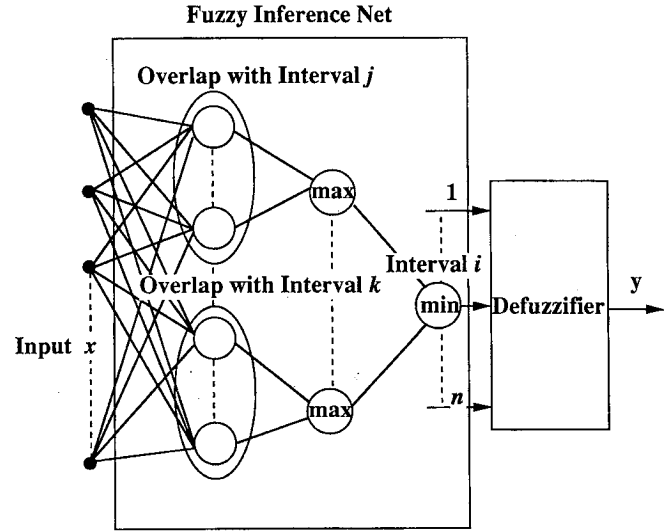 Fuzzy Inference Net
Overlap with Interval j
max
1
Interval i
Overlap with Interval k
y
min
Defuzzifier
Input x
n
max